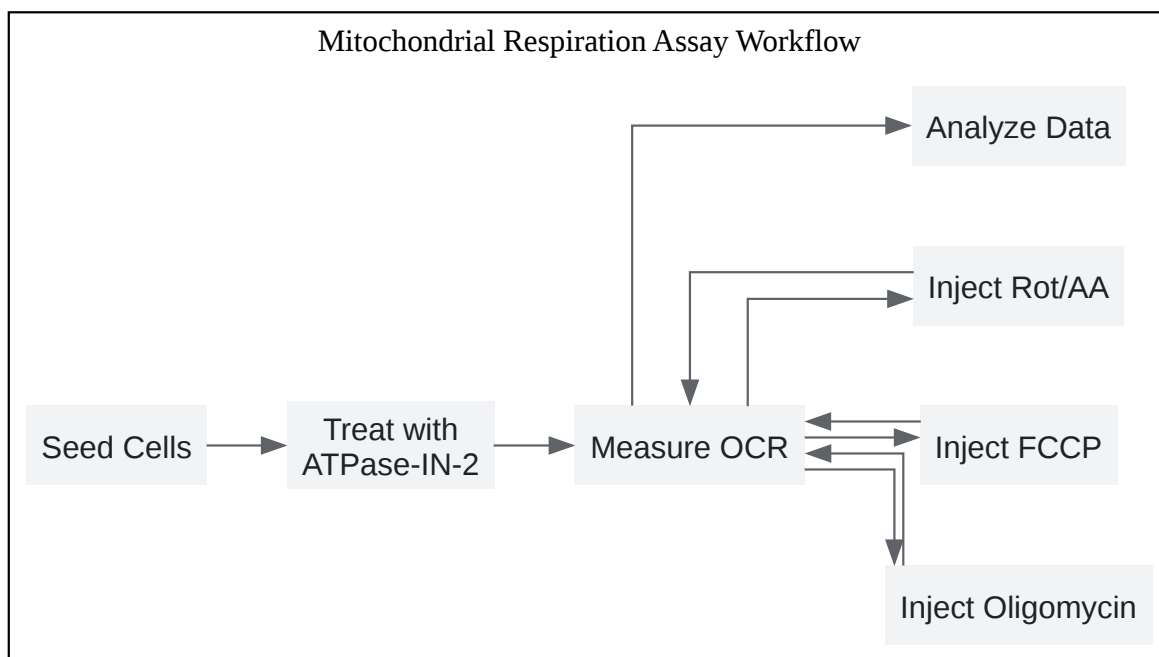 Mitochondrial Respiration Assay Workflow
Analyze Data
Inject Rot/AA
Seed Cells
Treat with
ATPase-IN-2
Measure OCR
Inject FCCP
Inject Oligomycin